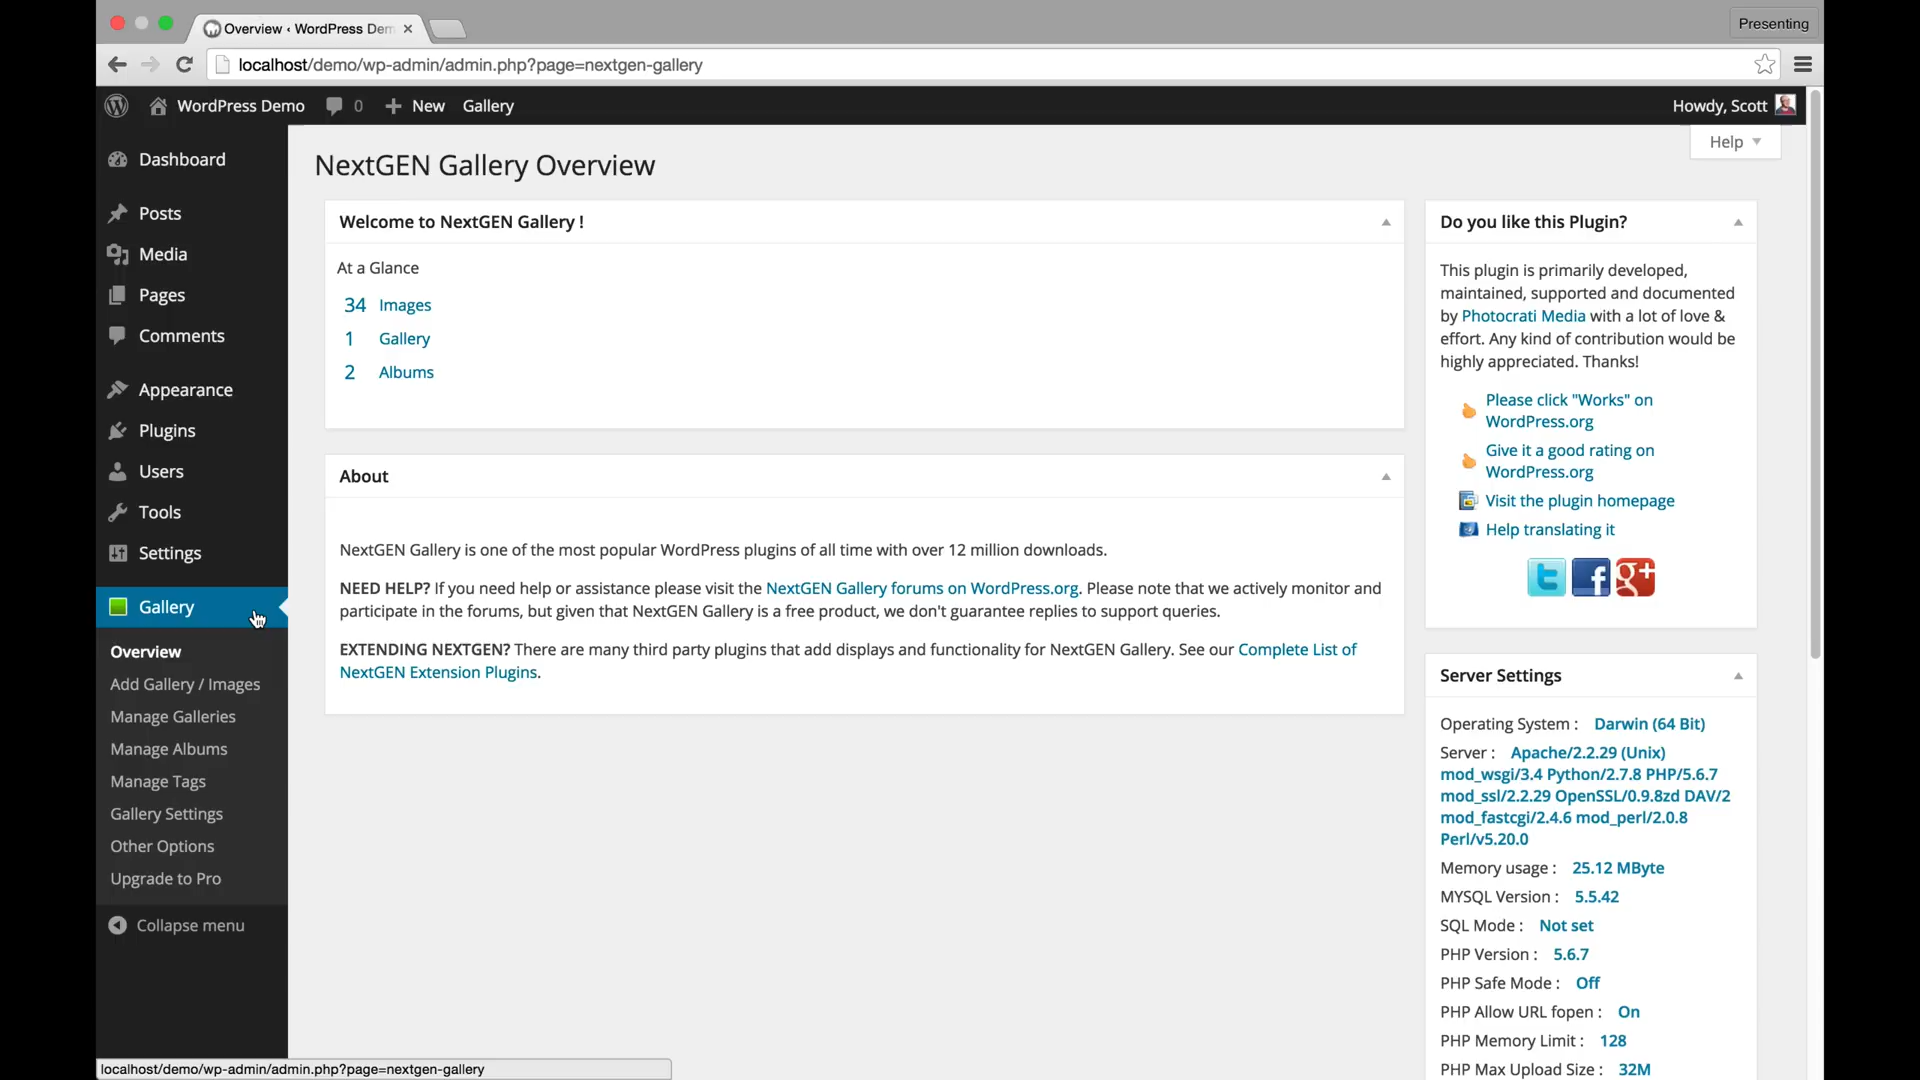 Overview ‹ WordPress Dem
Presenting
localhost/demo/wp-admin/admin.php?page=nextgen-gallery
WordPress Demo 0 New Gallery
Howdy, Scott
Help
Dashboard
Posts
Media
Pages
Comments
Appearance
Plugins
Users
Tools
Settings
Gallery
Overview
Add Gallery / Images
Manage Galleries
Manage Albums
Manage Tags
Gallery Settings
Other Options
Upgrade to Pro
Collapse menu
NextGEN Gallery Overview
Welcome to NextGEN Gallery !
At a Glance
34 Images
1 Gallery
2 Albums
About
NextGEN Gallery is one of the most popular WordPress plugins of all time with over 12 million downloads.
NEED HELP? If you need help or assistance please visit the NextGEN Gallery forums on WordPress.org. Please note that we actively monitor and
participate in the forums, but given that NextGEN Gallery is a free product, we don't guarantee replies to support queries.
EXTENDING NEXTGEN? There are many third party plugins that add displays and functionality for NextGEN Gallery. See our Complete List of
NextGEN Extension Plugins.
Do you like this Plugin?
This plugin is primarily developed,
maintained, supported and documented
by Photocrati Media with a lot of love &
effort. Any kind of contribution would be
highly appreciated. Thanks!
Please click "Works" on
WordPress.org
Give it a good rating on
WordPress.org
Visit the plugin homepage
Help translating it
Server Settings
Operating System : Darwin (64 Bit)
Server : Apache/2.2.29 (Unix)
mod_wsgi/3.4 Python/2.7.8 PHP/5.6.7
mod_ssl/2.2.29 OpenSSL/0.9.8zd DAV/2
mod_fastcgi/2.4.6 mod_perl/2.0.8
Perl/v5.20.0
Memory usage : 25.12 MByte
MYSQL Version : 5.5.42
SQL Mode : Not set
PHP Version : 5.6.7
PHP Safe Mode : Off
PHP Allow URL fopen : On
PHP Memory Limit : 128
PHP Max Upload Size : 32M
localhost/demo/wp-admin/admin.php?page=nextgen-gallery